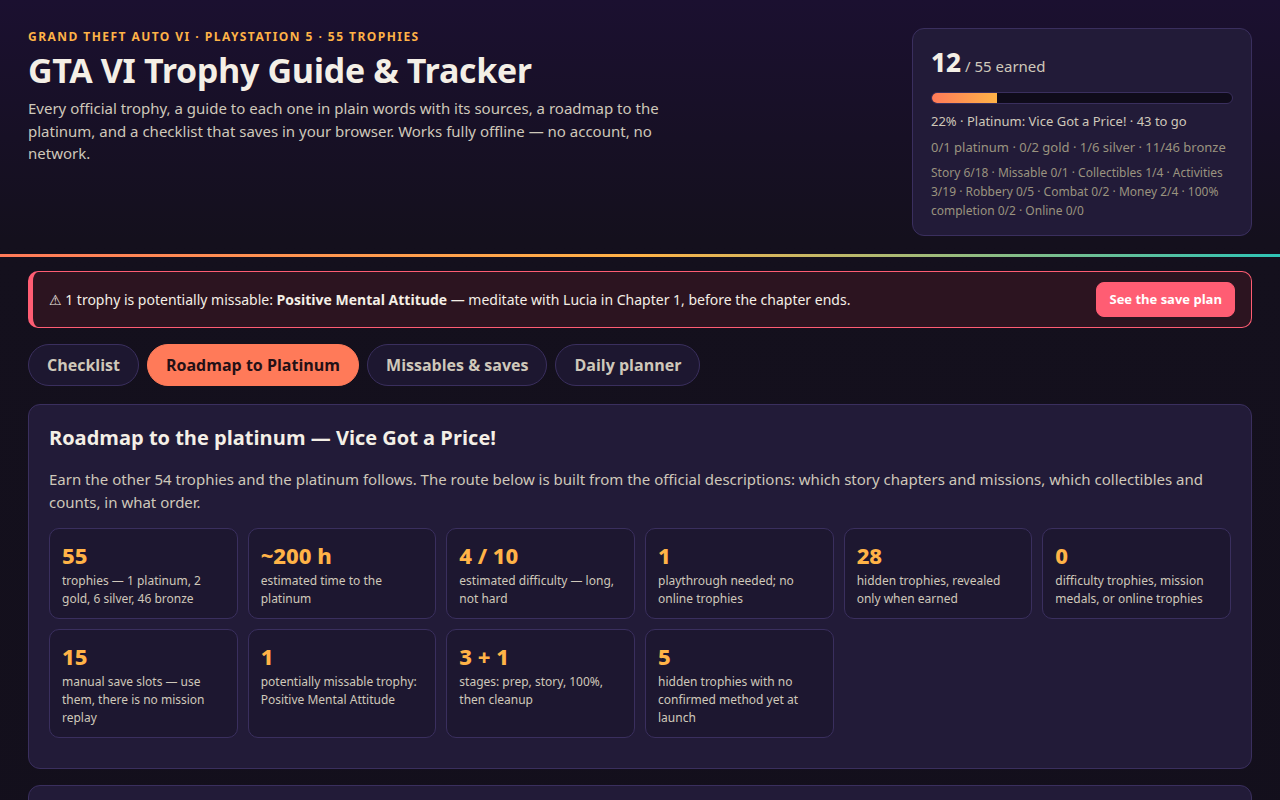 GRAND THEFT AUTO VI · PLAYSTATION 5 · 55 TROPHIES
GTA VI Trophy Guide & Tracker
Every official trophy, a guide to each one in plain words with its sources, a roadmap to the
platinum, and a checklist that saves in your browser. Works fully offline — no account, no
network.
12 / 55 earned
22% · Platinum: Vice Got a Price! · 43 to go
0/1 platinum · 0/2 gold · 1/6 silver · 11/46 bronze
Story 6/18 · Missable 0/1 · Collectibles 1/4 · Activities
3/19 · Robbery 0/5 · Combat 0/2 · Money 2/4 · 100%
completion 0/2 · Online 0/0
⚠ 1 trophy is potentially missable: Positive Mental Attitude — meditate with Lucia in Chapter 1, before the chapter ends.
See the save plan
Checklist
Roadmap to Platinum
Missables & saves
Daily planner
Roadmap to the platinum — Vice Got a Price!
Earn the other 54 trophies and the platinum follows. The route below is built from the official descriptions: which story chapters and missions, which collectibles and
counts, in what order.
55
trophies — 1 platinum, 2
gold, 6 silver, 46 bronze
~200 h
estimated time to the
platinum
4 / 10
estimated difficulty — long,
not hard
1
playthrough needed; no
online trophies
28
hidden trophies, revealed
only when earned
0
difficulty trophies, mission
medals, or online trophies
15
manual save slots — use
them, there is no mission
replay
1
potentially missable trophy:
Positive Mental Attitude
3 + 1
stages: prep, story, 100%,
then cleanup
5
hidden trophies with no
confirmed method yet at
launch